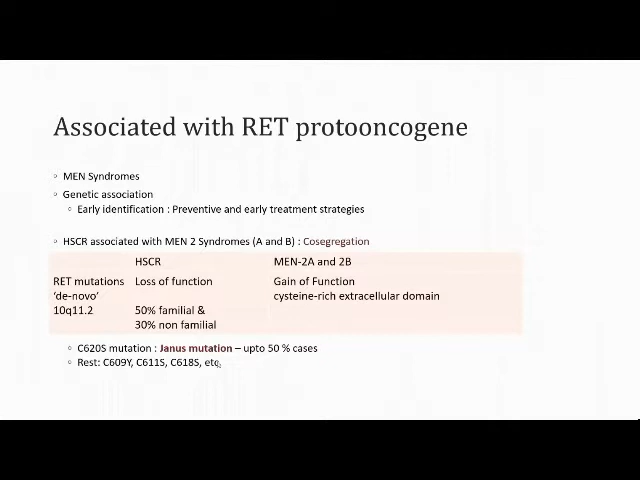 Associated with RET protooncogene
◦ MEN Syndromes
◦ Genetic association
◦ Early identification : Preventive and early treatment strategies
◦ HSCR associated with MEN 2 Syndromes (A and B) : Cosegregation
HSCR MEN-2A and 2B
RET mutations Loss of function Gain of Function
'de-novo' cysteine-rich extracellular domain
10q11.2 50% familial &
30% non familial
◦ C620S mutation : Janus mutation – upto 50 % cases
◦ Rest: C609Y, C611S, C618S, etc.